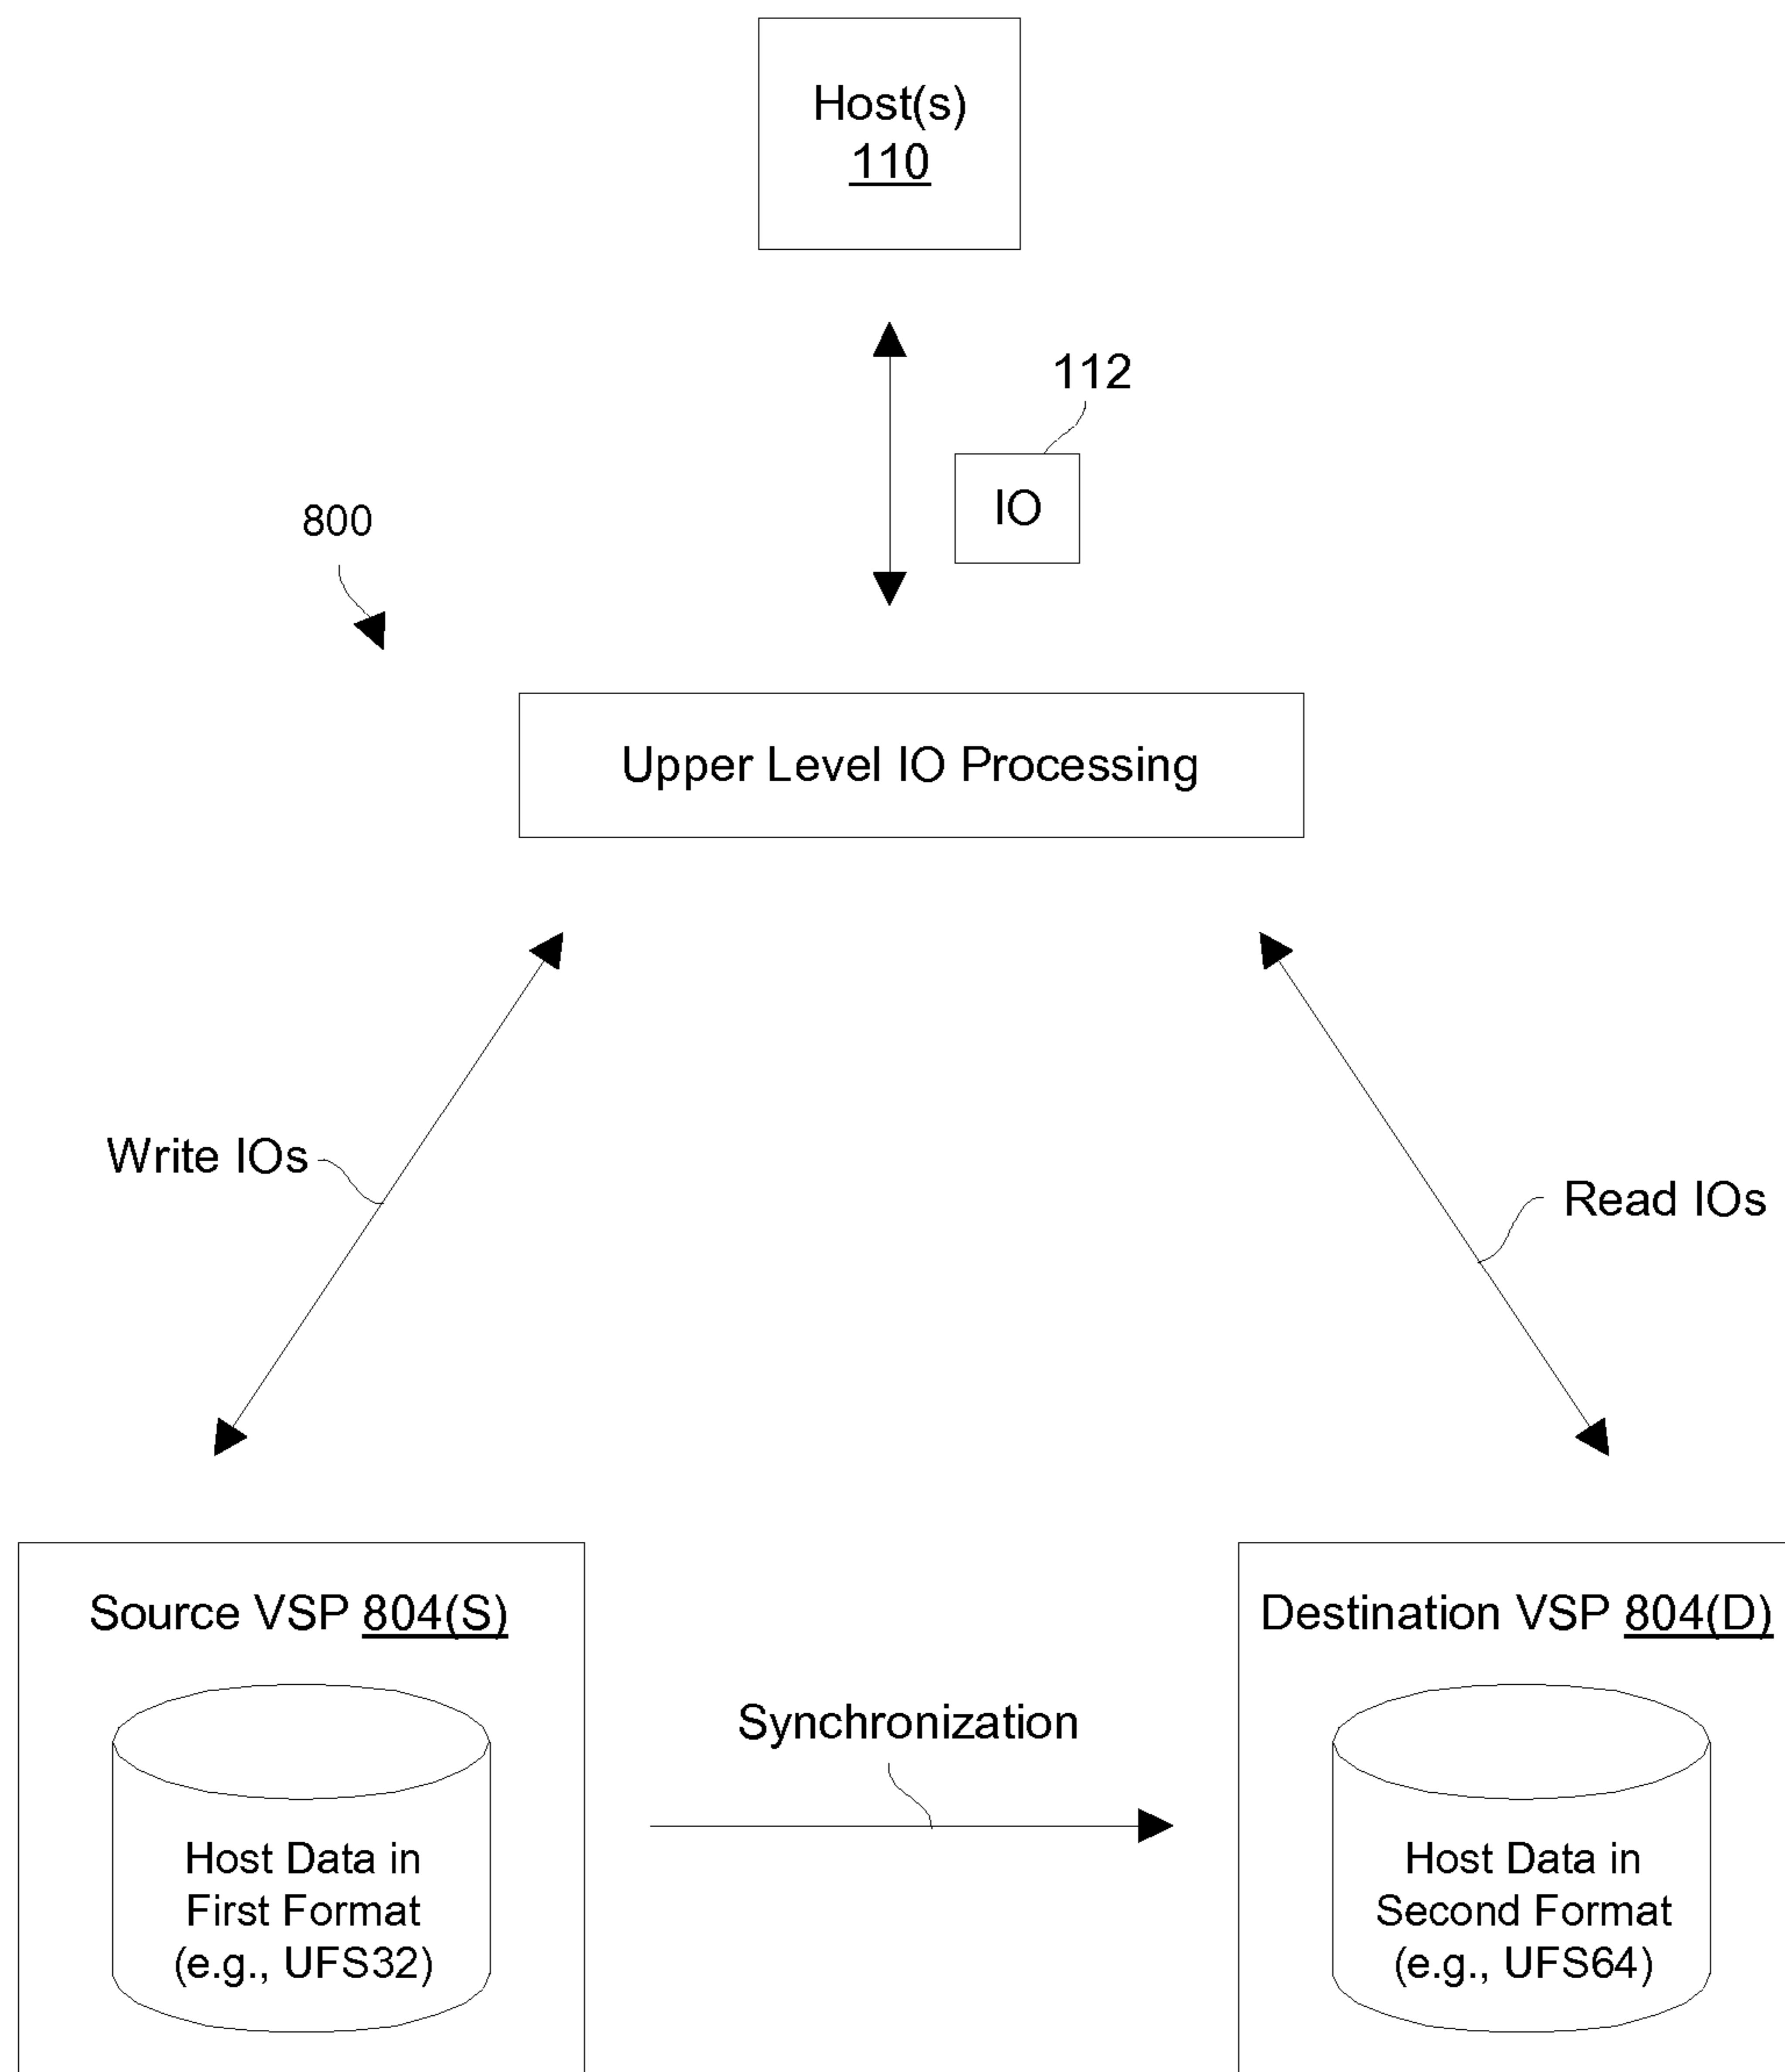 Host(s)
110
112
IO
800
Upper Level IO Processing
Write IOs
Read IOs
Source VSP 804(S)
Destination VSP 804(D)
Synchronization
Host Data in
First Format
(e.g., UFS32)
Host Data in
Second Format
(e.g., UFS64)